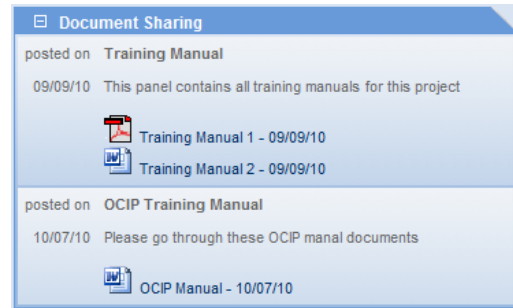 Document Sharing
posted on Training Manual
09/09/10 This panel contains all training manuals for this project
Training Manual 1 - 09/09/10
Training Manual 2 - 09/09/10
posted on OCIP Training Manual
10/07/10 Please go through these OCIP manal documents
OCIP Manual - 10/07/10